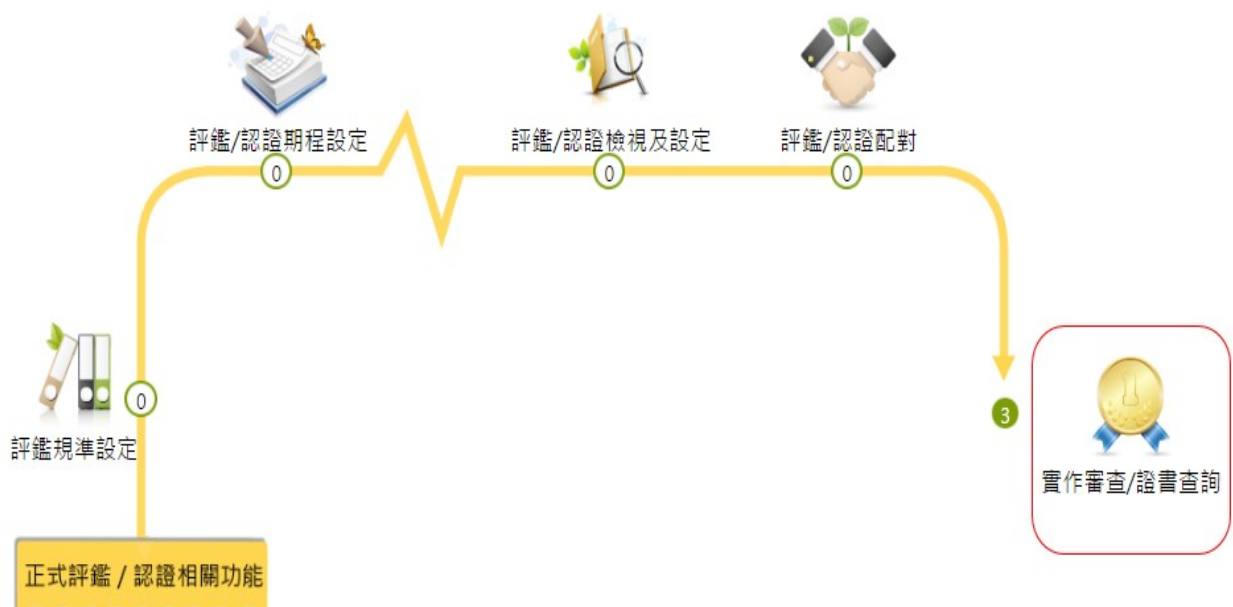 評鑑/認證期程設定
0
評鑑/認證檢視及設定
0
評鑑/認證配對
0
評鑑規準設定
0
3
1
實作審查/證書查詢
正式評鑑 / 認證相關功能